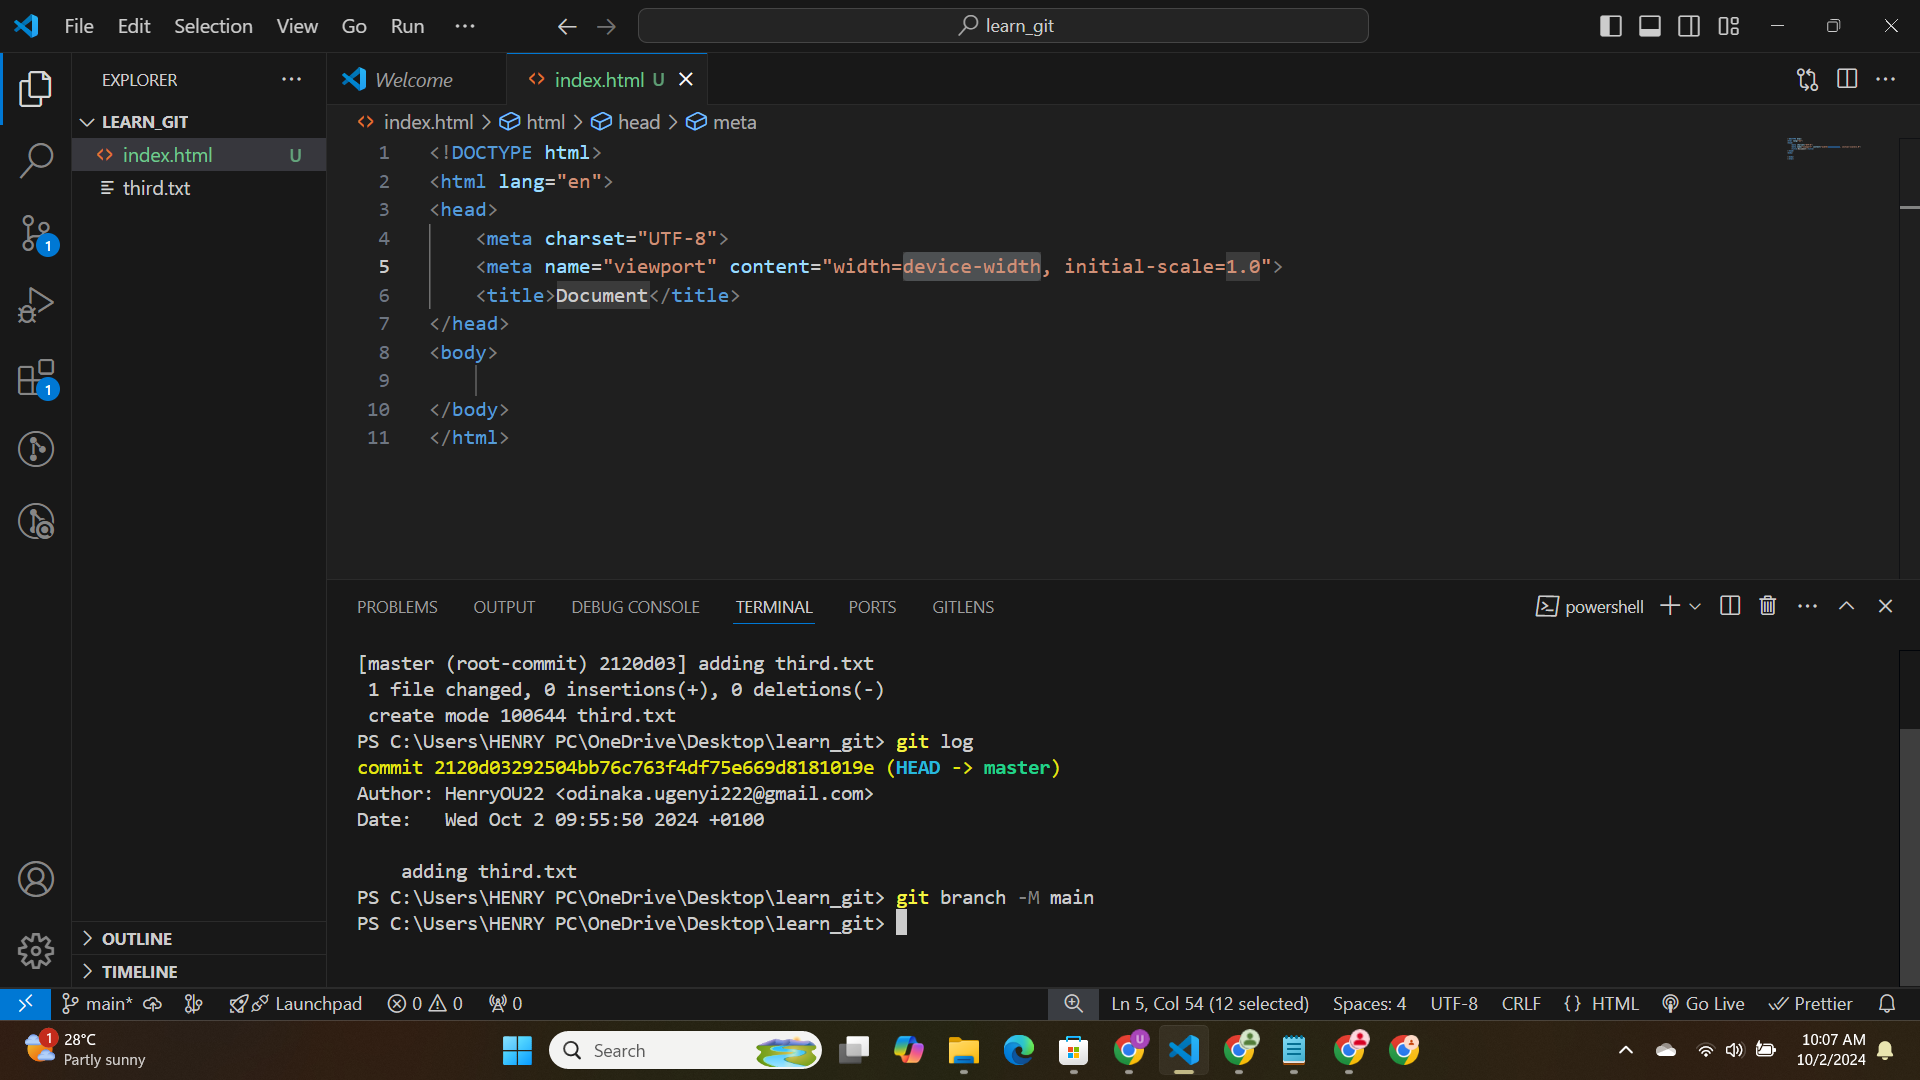 File Edit Selection View Go Run ···
learn_git
EXPLORER
LEARN_GIT
index.html U
third.txt
OUTLINE
TIMELINE
1
1
Welcome
index.html U
index.html > html > head > meta
1 <!DOCTYPE html>
2 <html lang="en">
3 <head>
4 <meta charset="UTF-8">
5 <meta name="viewport" content="width=device-width, initial-scale=1.0">
6 <title>Document</title>
7 </head>
8 <body>
9
10 </body>
11 </html>
PROBLEMS OUTPUT DEBUG CONSOLE TERMINAL PORTS GITLENS
powershell
[master (root-commit) 2120d03] adding third.txt
1 file changed, 0 insertions(+), 0 deletions(-)
create mode 100644 third.txt
PS C:\Users\HENRY PC\OneDrive\Desktop\learn_git> git log
commit 2120d03292504bb76c763f4df75e669d8181019e (HEAD -> master)
Author: HenryOU22 <odinaka.ugenyi222@gmail.com>
Date: Wed Oct 2 09:55:50 2024 +0100
adding third.txt
PS C:\Users\HENRY PC\OneDrive\Desktop\learn_git> git branch -M main
PS C:\Users\HENRY PC\OneDrive\Desktop\learn_git>
main* Launchpad 0 0 0 Ln 5, Col 54 (12 selected) Spaces: 4 UTF-8 CRLF {} HTML Go Live Prettier
1
28°C
Partly sunny
Search
U
10:07 AM
10/2/2024